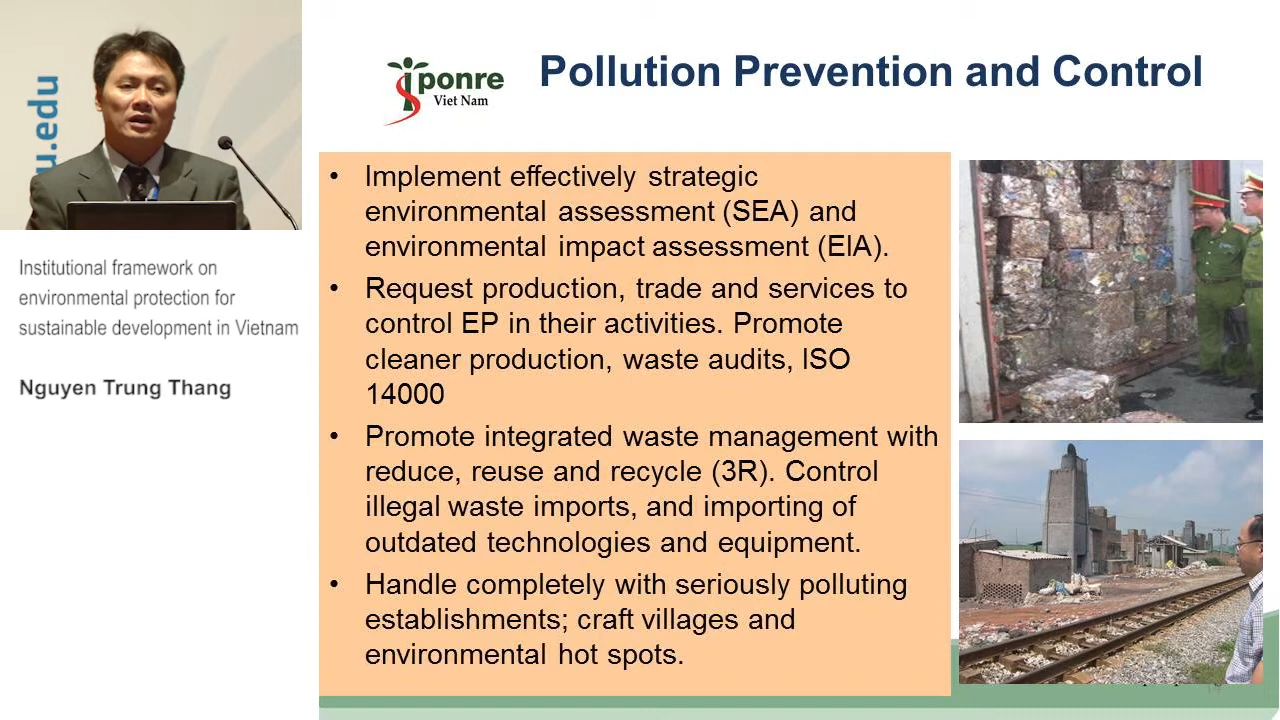 u.edu
iponre
Viet Nam
Pollution Prevention and Control
Institutional framework on
environmental protection for
sustainable development in Vietnam
Nguyen Trung Thang
• Implement effectively strategic
environmental assessment (SEA) and
environmental impact assessment (EIA).
• Request production, trade and services to
control EP in their activities. Promote
cleaner production, waste audits, ISO
14000
• Promote integrated waste management with
reduce, reuse and recycle (3R). Control
illegal waste imports, and importing of
outdated technologies and equipment.
• Handle completely with seriously polluting
establishments; craft villages and
environmental hot spots.